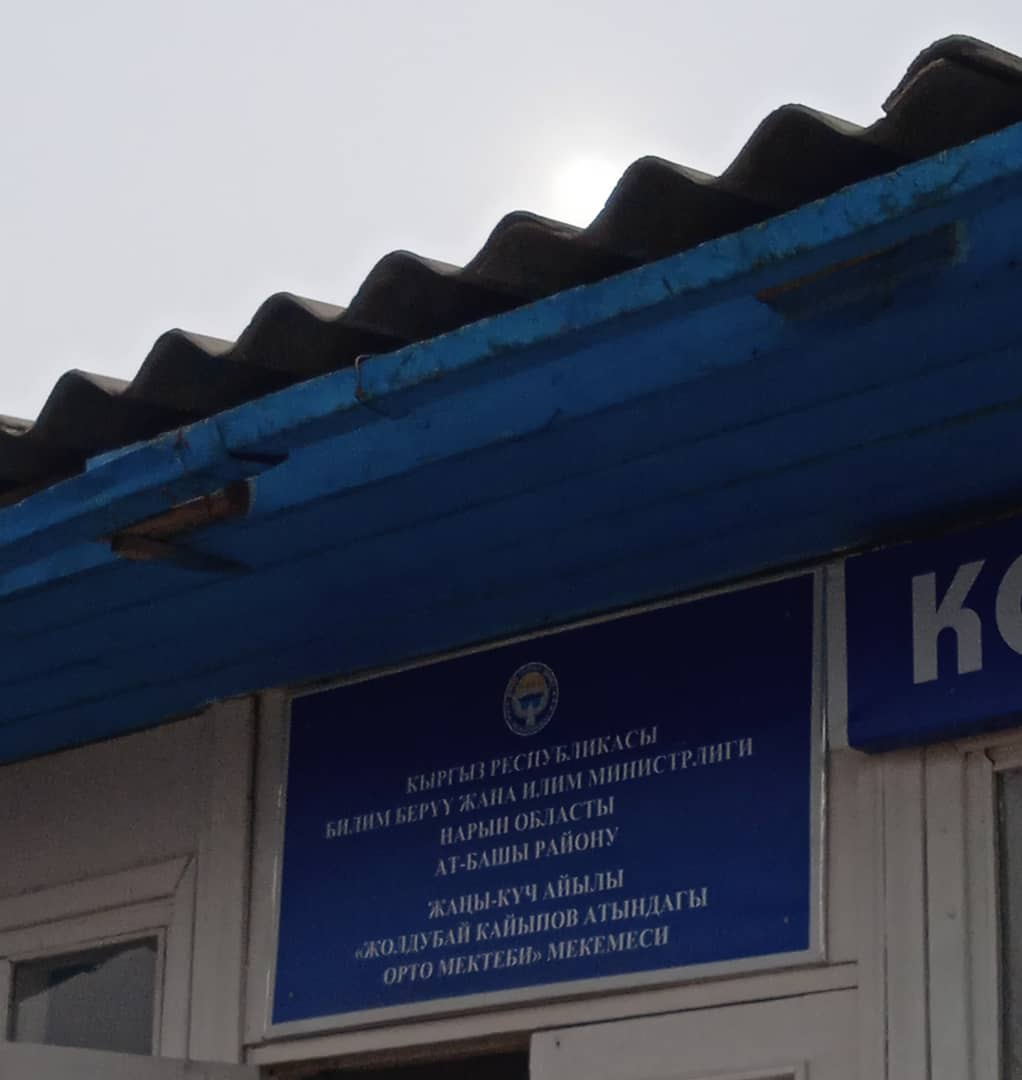 КЫРГЫЗ РЕСПУБЛИКАСЫ
БИЛИМ БЕРҮҮ ЖАНА ИЛИМ МИНИСТРЛИГИ
НАРЫН ОБЛАСТЫ
АТ-БАШЫ РАЙОНУ
ЖАҢЫ-КҮЧ АЙЫЛЫ
«ЖОЛДУБАЙ КАЙЫПОВ АТЫНДАГЫ
ОРТО МЕКТЕБИ» МЕКЕМЕСИ